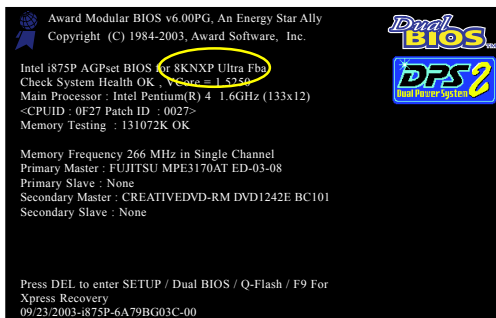 Award Modular BIOS v6.00PG, An Energy Star Ally
Copyright (C) 1984-2003, Award Software, Inc.
Dual
BIOS
TM
Intel i875P AGPset BIOS for 8KNXP Ultra Fba
Check System Health OK , VCore = 1.5250
Main Processor : Intel Pentium(R) 4 1.6GHz (133x12)
<CPUID : 0F27 Patch ID : 0027>
Memory Testing : 131072K OK
DPS2
Dual Power System
Memory Frequency 266 MHz in Single Channel
Primary Master : FUJITSU MPE3170AT ED-03-08
Primary Slave : None
Secondary Master : CREATIVEDVD-RM DVD1242E BC101
Secondary Slave : None
Press DEL to enter SETUP / Dual BIOS / Q-Flash / F9 For
Xpress Recovery
09/23/2003-i875P-6A79BG03C-00